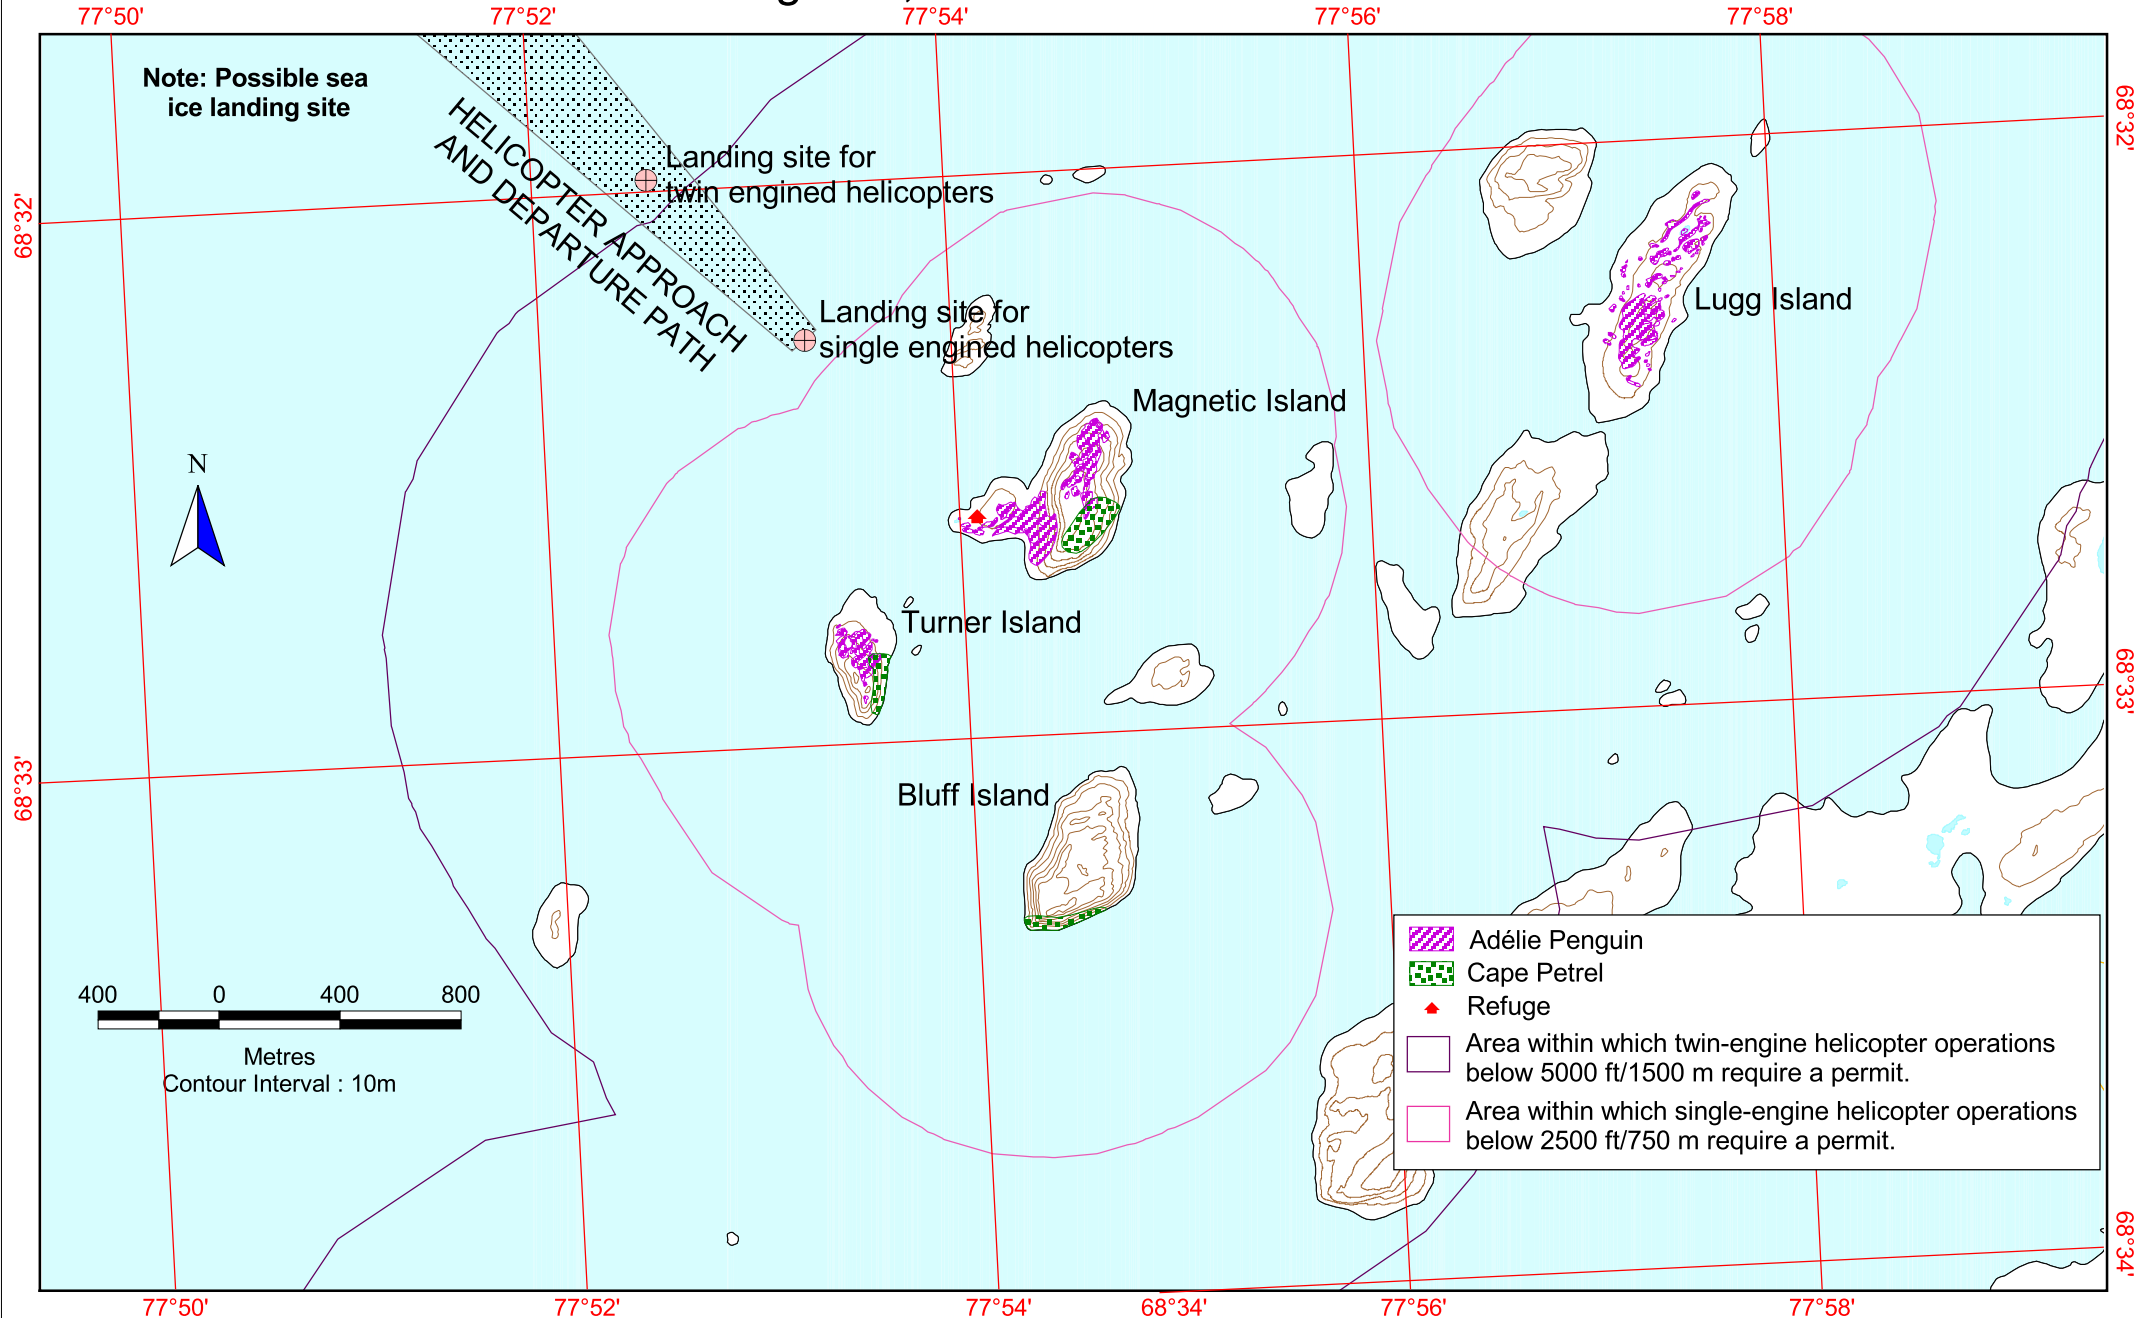 77°50'
77°52'
77°54'
77°56'
77°58'
Note: Possible sea
ice landing site
68°32'
68°32'
HELICOPTER APPROACH
AND DEPARTURE PATH
Landing site for
twin engined helicopters
Landing site for
single engined helicopters
Lugg Island
Magnetic Island
N
Turner Island
68°33'
68°33'
Bluff Island
400 0 400 800
Metres
Contour Interval : 10m
Adélie Penguin
Cape Petrel
Refuge
Area within which twin-engine helicopter operations
below 5000 ft/1500 m require a permit.
Area within which single-engine helicopter operations
below 2500 ft/750 m require a permit.
68°34'
77°50'
77°52'
77°54'
68°34'
77°56'
77°58'